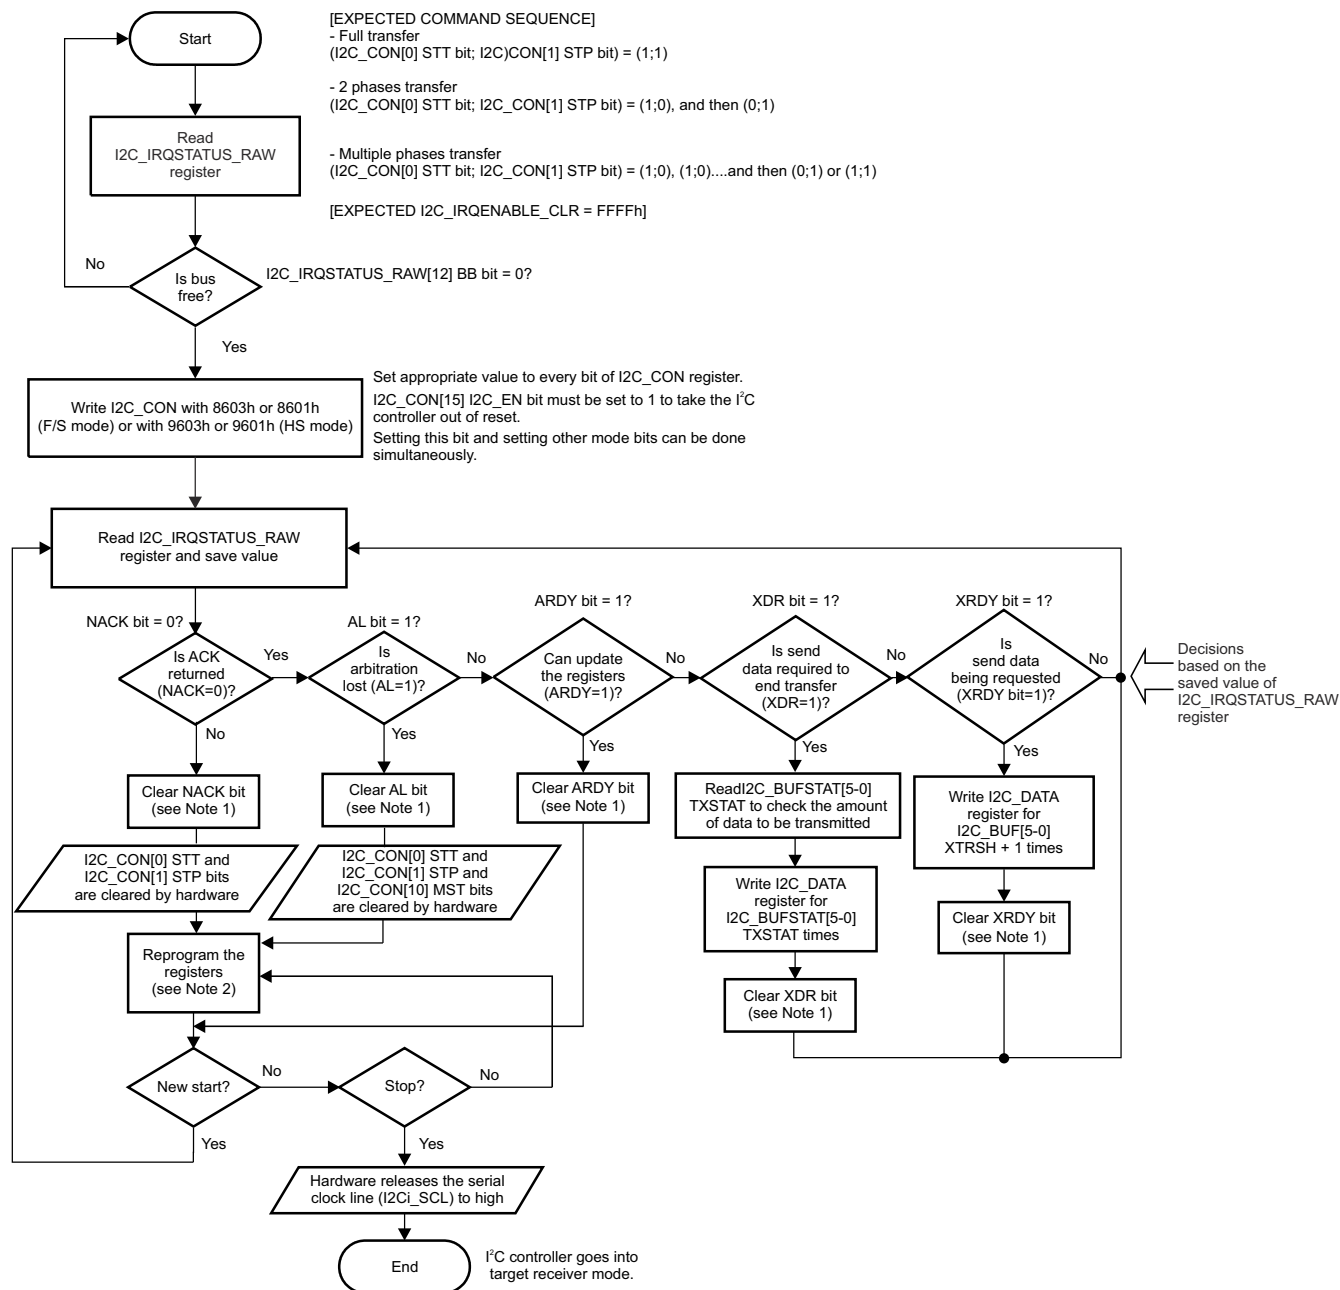 Start
[EXPECTED COMMAND SEQUENCE]
- Full transfer
(I2C_CON[0] STT bit; I2C)CON[1] STP bit) = (1;1)
- 2 phases transfer
(I2C_CON[0] STT bit; I2C_CON[1] STP bit) = (1;0), and then (0;1)
- Multiple phases transfer
(I2C_CON[0] STT bit; I2C_CON[1] STP bit) = (1;0), (1;0)....and then (0;1) or (1;1)
[EXPECTED I2C_IRQENABLE_CLR = FFFFh]
Read
I2C_IRQSTATUS_RAW
register
No
Is bus
free?
I2C_IRQSTATUS_RAW[12] BB bit = 0?
Yes
Write I2C_CON with 8603h or 8601h
(F/S mode) or with 9603h or 9601h (HS mode)
Set appropriate value to every bit of I2C_CON register.
I2C_CON[15] I2C_EN bit must be set to 1 to take the I²C
controller out of reset.
Setting this bit and setting other mode bits can be done
simultaneously.
Read I2C_IRQSTATUS_RAW
register and save value
NACK bit = 0?
Is ACK
returned
(NACK=0)?
Yes
No
AL bit = 1?
Is
arbitration
lost (AL=1)?
No
Yes
ARDY bit = 1?
Can update
the registers
(ARDY=1)?
No
Yes
XDR bit = 1?
Is send
data required to
end transfer
(XDR=1)?
No
Yes
XRDY bit = 1?
Is
send data
being requested
(XRDY bit=1)?
No
Yes
Decisions
based on the
saved value of
I2C_IRQSTATUS_RAW
register
Clear NACK bit
(see Note 1)
Clear AL bit
(see Note 1)
Clear ARDY bit
(see Note 1)
ReadI2C_BUFSTAT[5-0]
TXSTAT to check the amount
of data to be transmitted
Write I2C_DATA
register for
I2C_BUF[5-0]
XTRSH + 1 times
I2C_CON[0] STT and
I2C_CON[1] STP bits
are cleared by hardware
I2C_CON[0] STT and
I2C_CON[1] STP and
I2C_CON[10] MST bits
are cleared by hardware
Write I2C_DATA
register for
I2C_BUFSTAT[5-0]
TXSTAT times
Clear XRDY bit
(see Note 1)
Reprogram the
registers
(see Note 2)
Clear XDR bit
(see Note 1)
New start?
No
Yes
Stop?
No
Yes
Hardware releases the serial
clock line (I2Ci_SCL) to high
End
I²C controller goes into
target receiver mode.